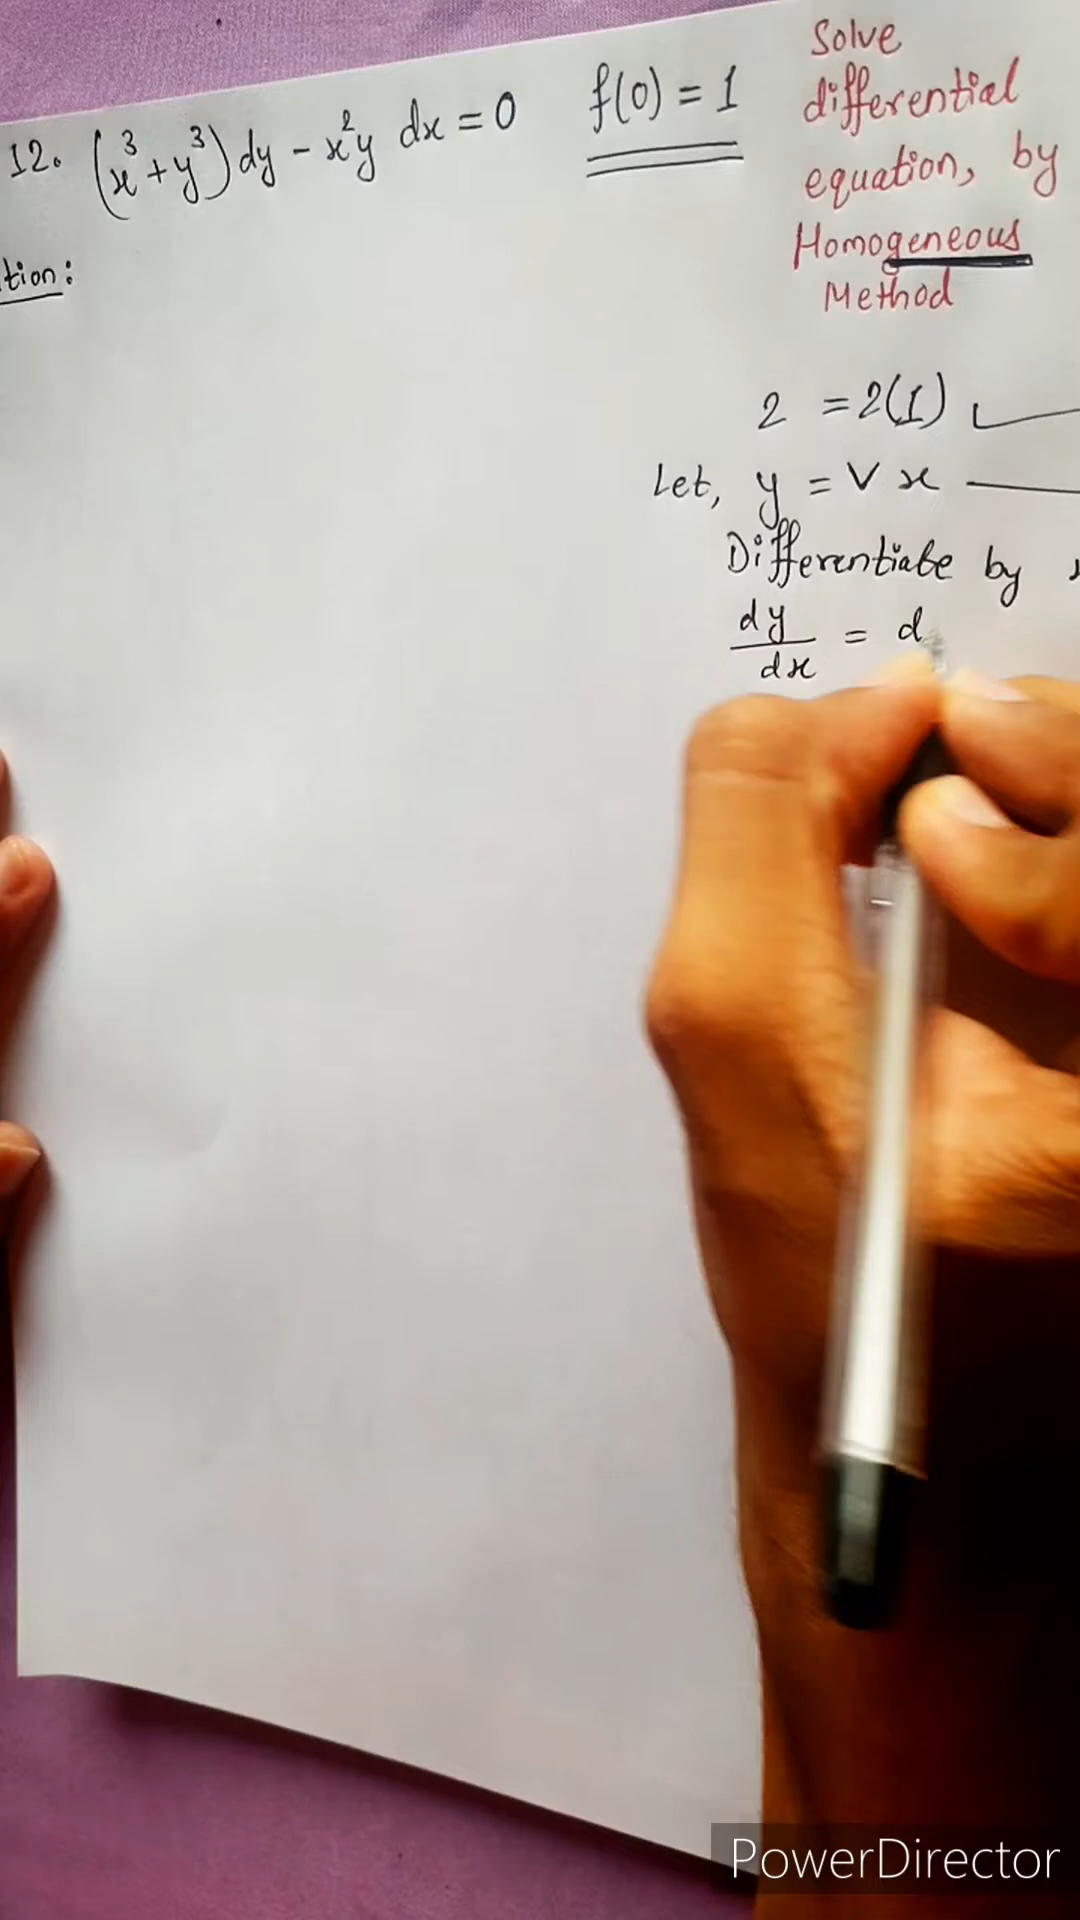 12. (x³ + y³) dy - x²y dx = 0 f(0) = 1
Solve
differential
equation, by
Homogeneous
Method
tion:
2 = 2(1)
Let, y = V x
Differentiate by
dy/dx = d
PowerDirector